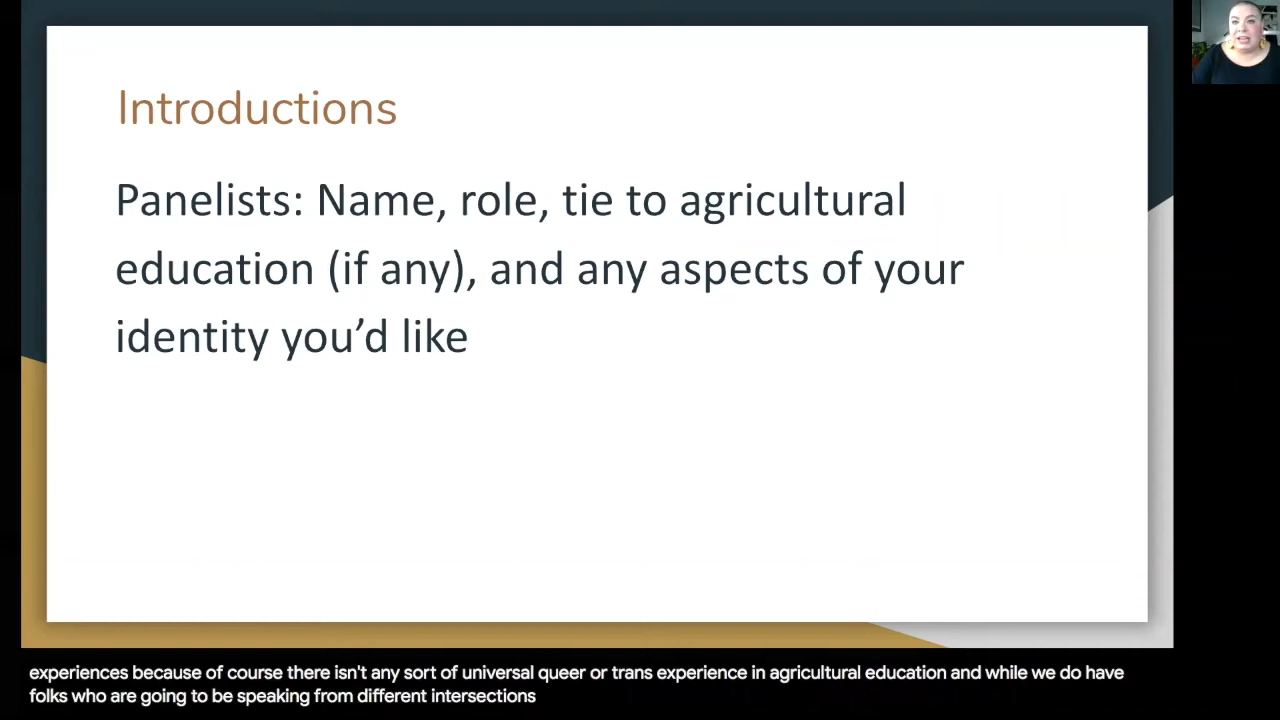 Introductions
Panelists: Name, role, tie to agricultural
education (if any), and any aspects of your
identity you’d like
experiences because of course there isn't any sort of universal queer or trans experience in agricultural education and while we do have
folks who are going to be speaking from different intersections